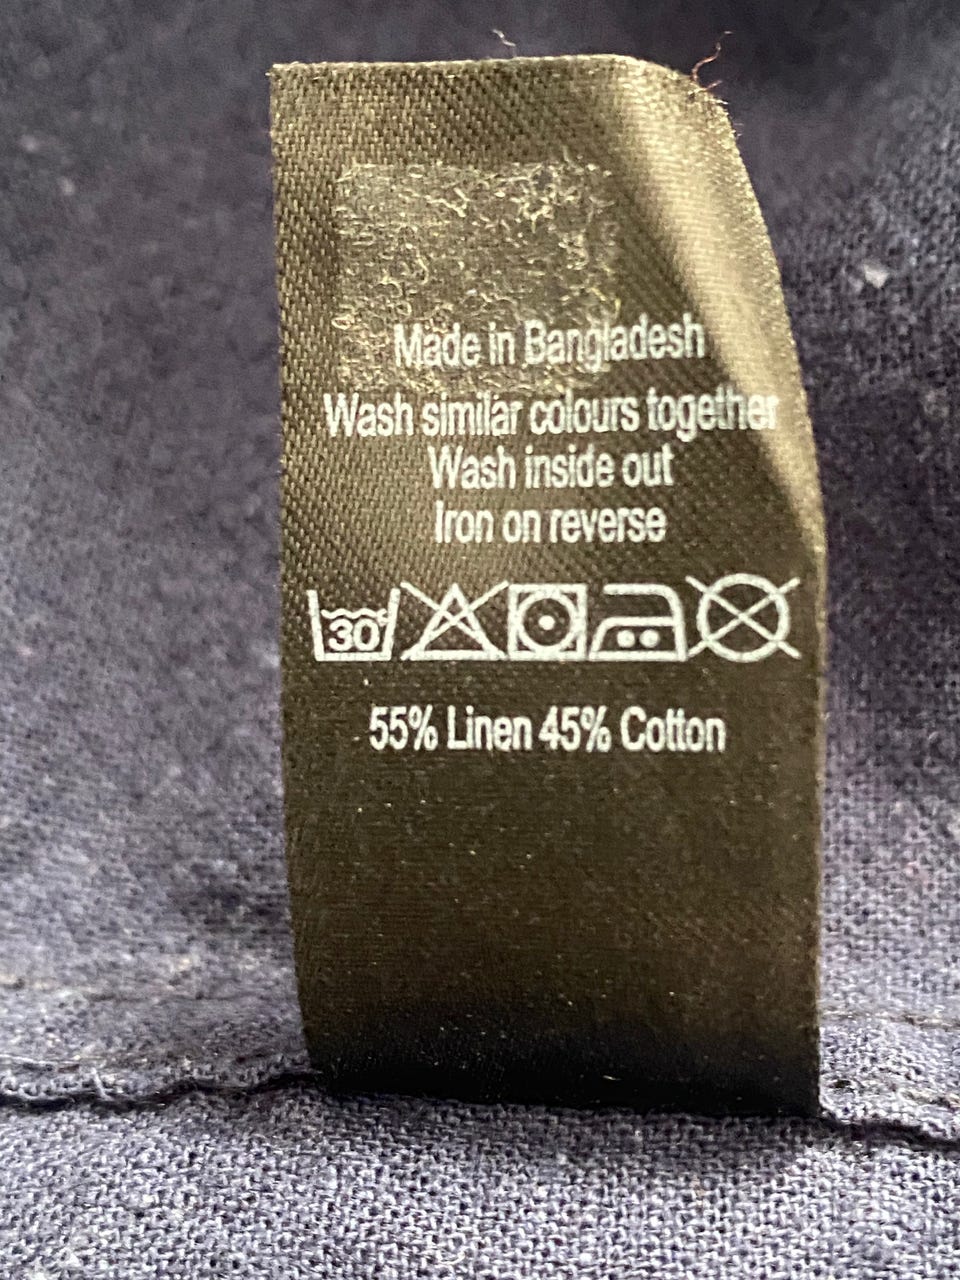 Made in Bangladesh
Wash similar colours together
Wash inside out
Iron on reverse
30
55% Linen 45% Cotton